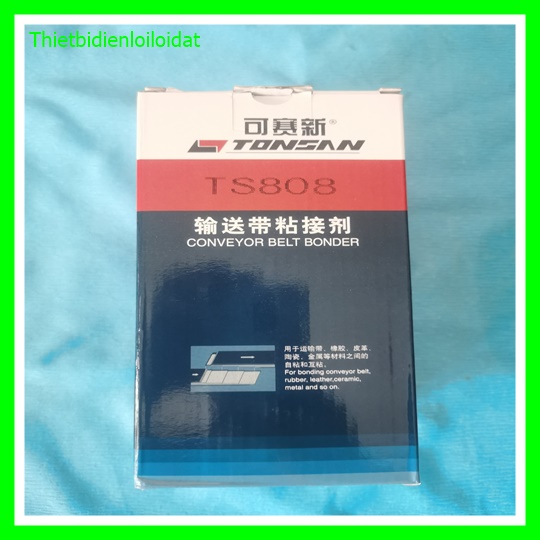 Thietbidienloiloidat
可赛新®
TONSAN
TS808
输送带粘接剂
CONVEYOR BELT BONDER
用于运输带、橡胶、皮革、
陶瓷、金属等材料之间的
自粘和互粘。
For bonding conveyor belt,
rubber, leather,ceramic,
metal and so on.